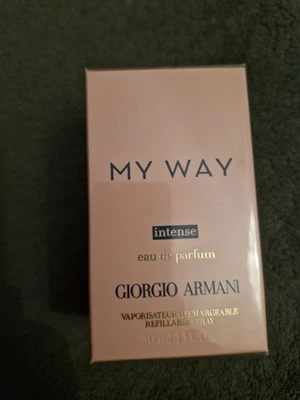 MY WAY
intense
eau de parfum
GIORGIO ARMANI
VAPORISATEUR RECHARGEABLE
REFILLABLE SPRAY